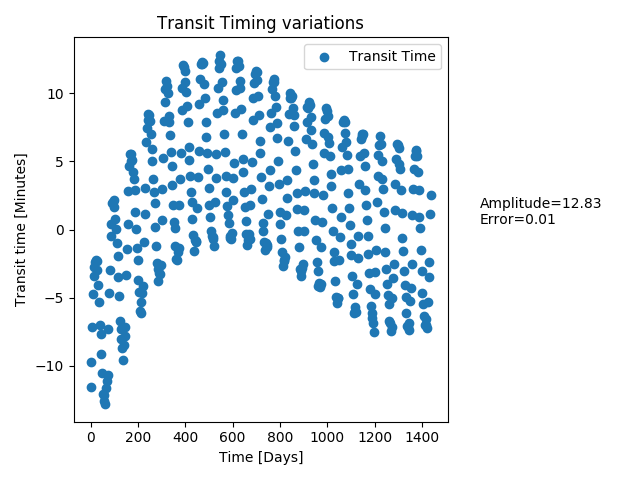 Transit Timing variations
Transit Time
10
5
0
−5
−10
Transit time [Minutes]
Amplitude=12.83
Error=0.01
0 200 400 600 800 1000 1200 1400
Time [Days]